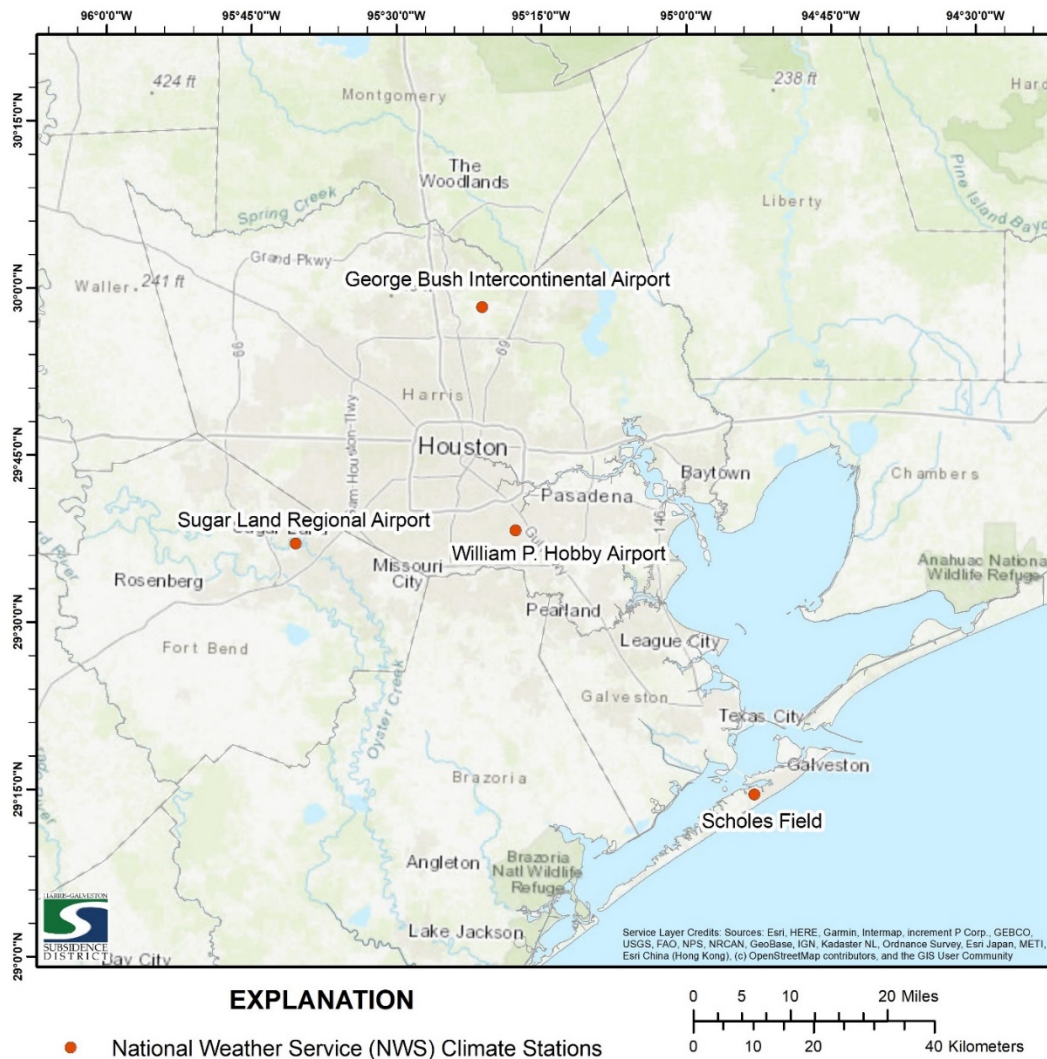 96°0'0"W 95°45'0"W 95°30'0"W 95°15'0"W 95°0'0"W 94°45'0"W 94°30'0"W
424 ft
238 ft
Montgomery
30°15'0"N
The
Woodlands
Liberty
Spring Creek
Grand Pkwy
George Bush Intercontinental Airport
30°0'0"N
Waller
241 ft
99
69
Harris
Houston
29°45'0"N
Baytown
Pasadena
Chambers
146
Sugar Land Regional Airport
William P. Hobby Airport
Missouri
City
Rosenberg
Anahuac National
Wildlife Refuge
Pearland
29°30'0"N
League City
Fort Bend
Oyster Creek
Galveston
Texas City
Brazoria
Galveston
29°15'0"N
Scholes Field
Angleton
Brazoria
Natl Wildlife
Refuge
Lake Jackson
29°0'0"N
Bay City
HARRIS-GALVESTON
SUBSIDENCE
DISTRICT
Service Layer Credits: Sources: Esri, HERE, Garmin, Intermap, increment P Corp., GEBCO,
USGS, FAO, NPS, NRCAN, GeoBase, IGN, Kadaster NL, Ordnance Survey, Esri Japan, METI,
Esri China (Hong Kong), (c) OpenStreetMap contributors, and the GIS User Community
EXPLANATION
National Weather Service (NWS) Climate Stations
0 5 10 20 Miles
0 10 20 40 Kilometers